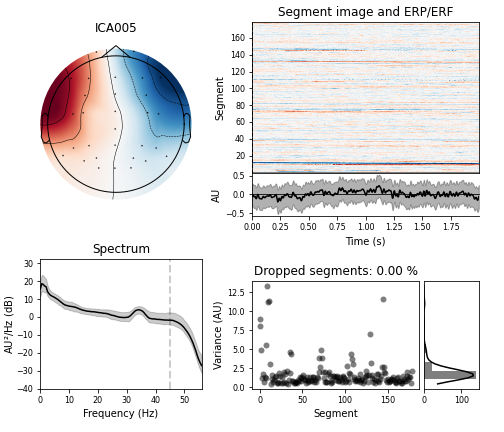 ICA005
Segment image and ERP/ERF
Segment
160
140
120
100
80
60
40
20
AU
0.5
0.0
−0.5
0.00 0.25 0.50 0.75 1.00 1.25 1.50 1.75
Time (s)
Spectrum
AU²/Hz (dB)
30
20
10
0
−10
−20
−30
−40
0 10 20 30 40 50
Frequency (Hz)
Dropped segments: 0.00 %
Variance (AU)
12.5
10.0
7.5
5.0
2.5
0.0
0 50 100 150
Segment
0 100